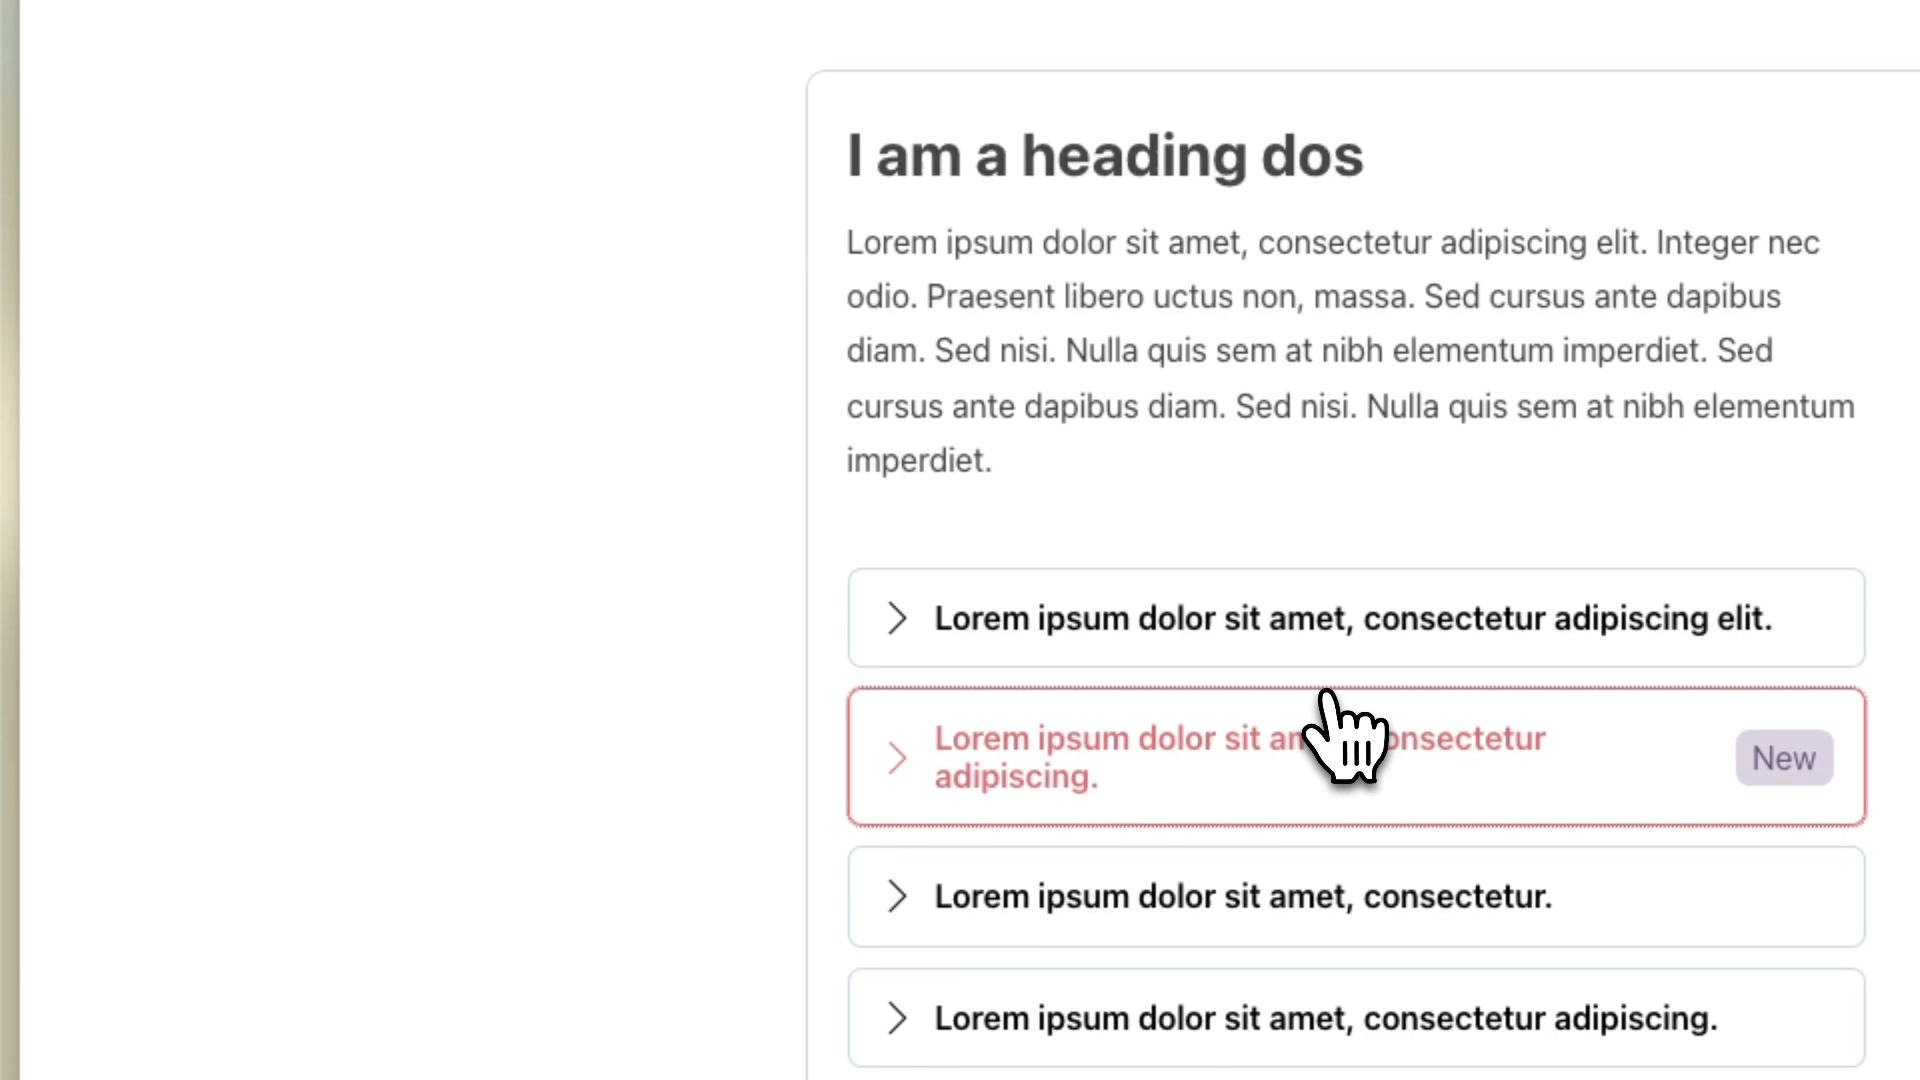 I am a heading dos
Lorem ipsum dolor sit amet, consectetur adipiscing elit. Integer nec
odio. Praesent libero uctus non, massa. Sed cursus ante dapibus
diam. Sed nisi. Nulla quis sem at nibh elementum imperdiet. Sed
cursus ante dapibus diam. Sed nisi. Nulla quis sem at nibh elementum
imperdiet.
Lorem ipsum dolor sit amet, consectetur adipiscing elit.
Lorem ipsum dolor sit
adipiscing.
New
Lorem ipsum dolor sit amet, consectetur.
Lorem ipsum dolor sit amet, consectetur adipiscing.